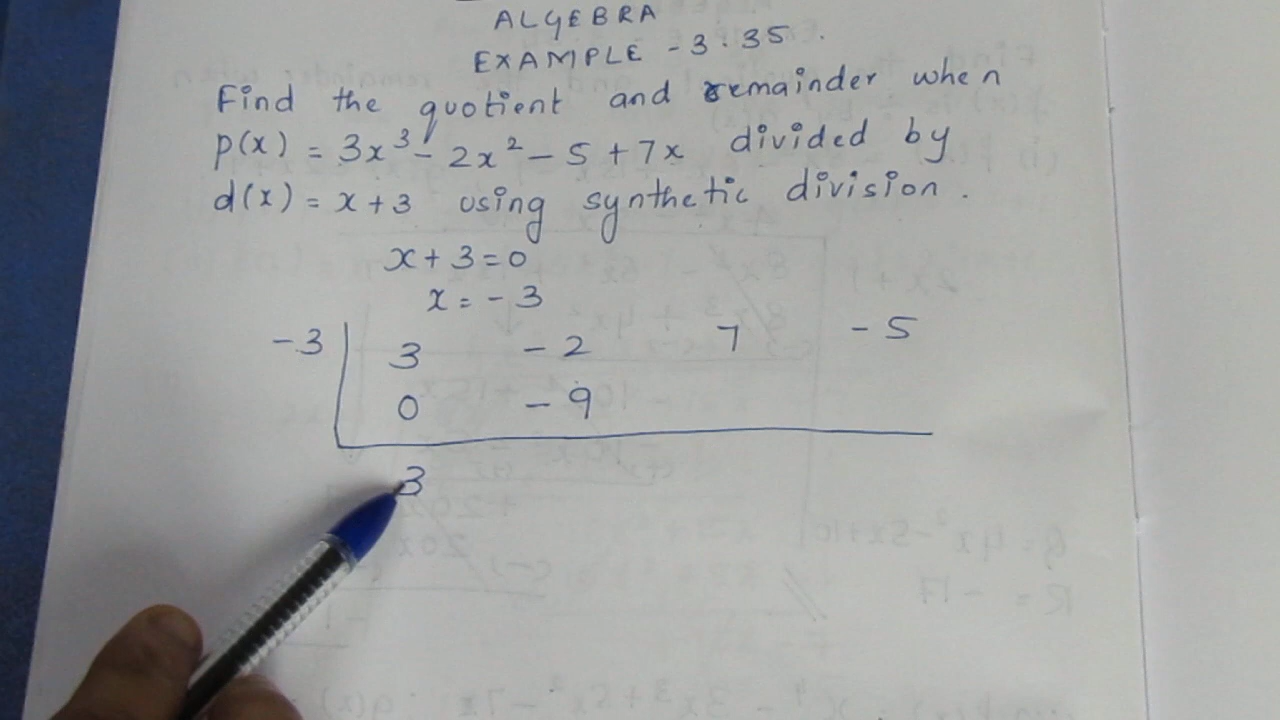 ALGEBRA
EXAMPLE - 3.35.
Find the quotient and remainder when
p(x) = 3x³ - 2x² - 5 + 7x divided by
d(x) = x + 3 using synthetic division.
x + 3 = 0
x = - 3
-3 3 - 2 7 - 5
0 - 9
3